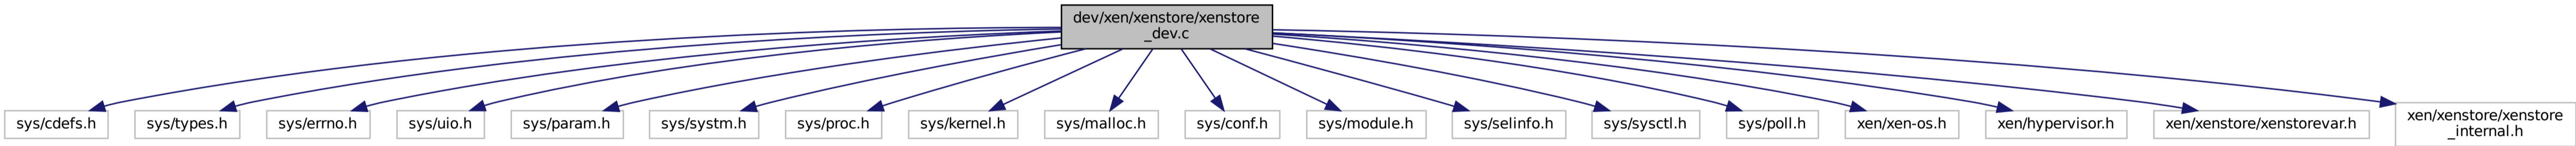 dev/xen/xenstore/xenstore
_dev.c
sys/cdefs.h
sys/types.h
sys/errno.h
sys/uio.h
sys/param.h
sys/systm.h
sys/proc.h
sys/kernel.h
sys/malloc.h
sys/conf.h
sys/module.h
sys/selinfo.h
sys/sysctl.h
sys/poll.h
xen/xen-os.h
xen/hypervisor.h
xen/xenstore/xenstorevar.h
xen/xenstore/xenstore
_internal.h